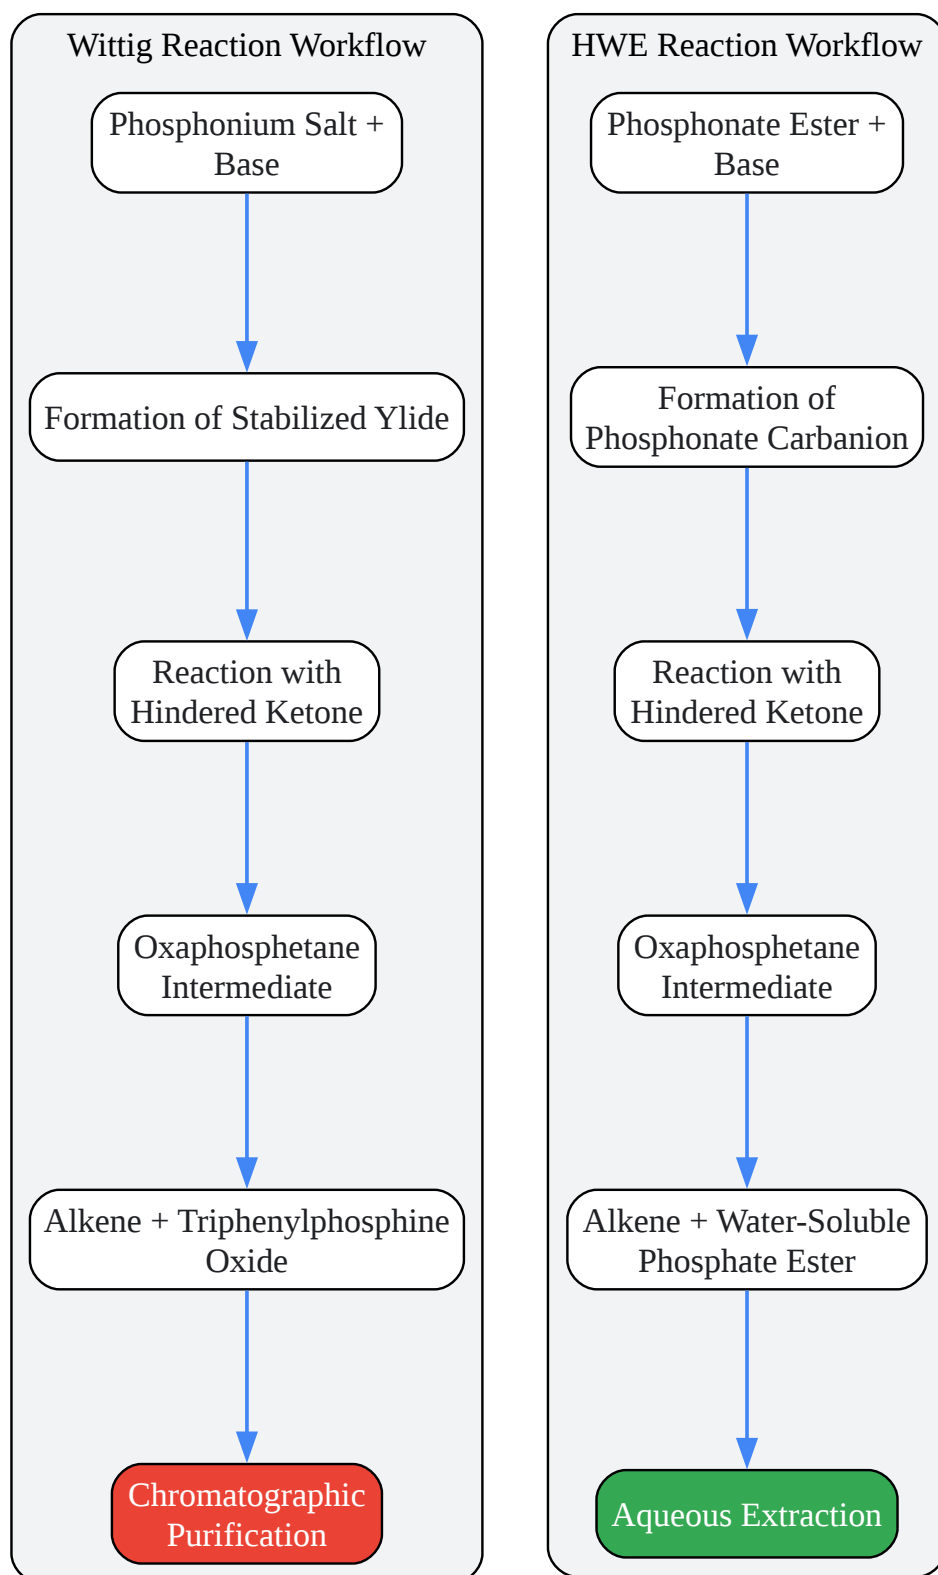 Wittig Reaction Workflow
Phosphonium Salt +
Base
Formation of Stabilized Ylide
Reaction with
Hindered Ketone
Oxaphosphetane
Intermediate
Alkene + Triphenylphosphine
Oxide
Chromatographic
Purification
HWE Reaction Workflow
Phosphonate Ester +
Base
Formation of
Phosphonate Carbanion
Reaction with
Hindered Ketone
Oxaphosphetane
Intermediate
Alkene + Water-Soluble
Phosphate Ester
Aqueous Extraction